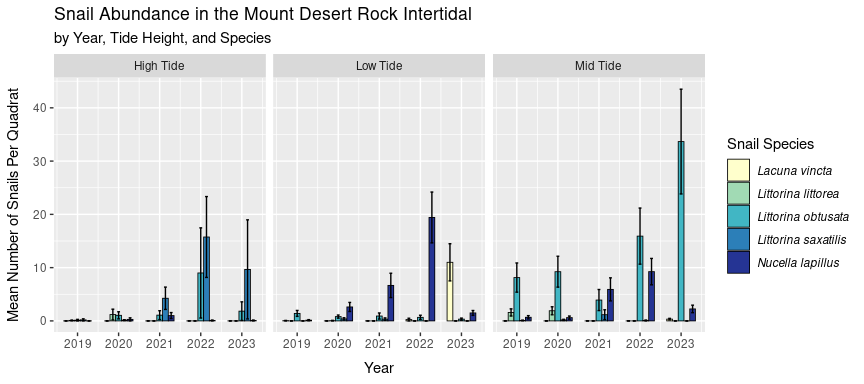 Snail Abundance in the Mount Desert Rock Intertidal
by Year, Tide Height, and Species
High Tide
Low Tide
Mid Tide
Mean Number of Snails Per Quadrat
40
30
20
10
0
2019 2020 2021 2022 2023
2019 2020 2021 2022 2023
2019 2020 2021 2022 2023
Year
Snail Species
Lacuna vincta
Littorina littorea
Littorina obtusata
Littorina saxatilis
Nucella lapillus